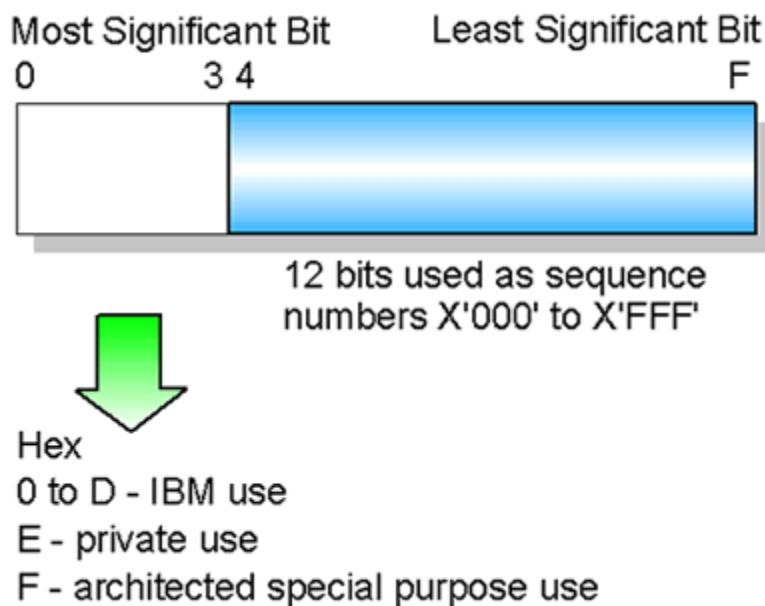 Most Significant Bit Least Significant Bit
0 3 4 F
12 bits used as sequence
numbers X'000' to X'FFF'
Hex
0 to D - IBM use
E - private use
F - architected special purpose use